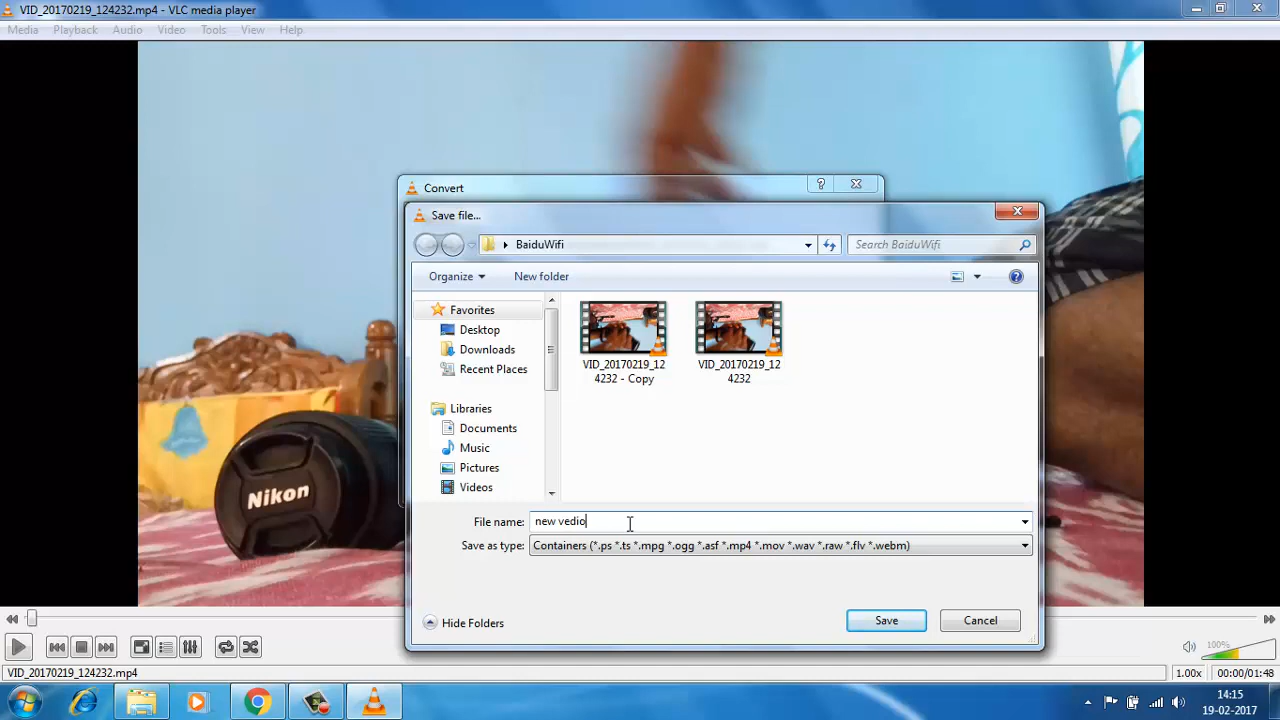 VID_20170219_124232.mp4 - VLC media player
Media Playback Audio Video Tools View Help
Convert
?
Save file...
BaiduWifi
Search BaiduWifi
Organize
New folder
?
Favorites
Desktop
Downloads
Recent Places
Libraries
Documents
Music
Pictures
Videos
VID_20170219_12
4232 - Copy
VID_20170219_12
4232
Nikon
File name: new vedio
Save as type: Containers (*.ps *.ts *.mpg *.ogg *.asf *.mp4 *.mov *.wav *.raw *.flv *.webm)
Hide Folders
Save
Cancel
100%
VID_20170219_124232.mp4
1.00x
00:00/01:48
14:15
19-02-2017